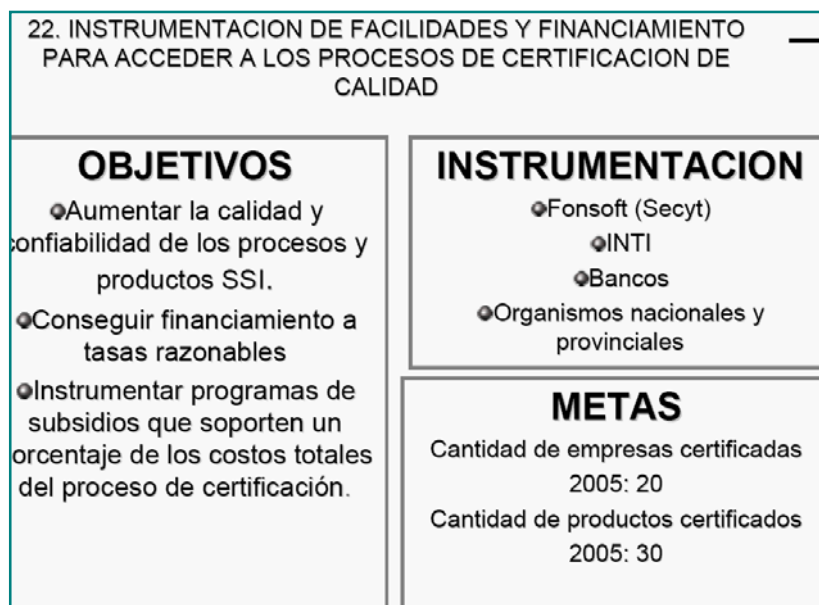 22. INSTRUMENTACION DE FACILIDADES Y FINANCIAMIENTO
PARA ACCEDER A LOS PROCESOS DE CERTIFICACION DE
CALIDAD
OBJETIVOS
Aumentar la calidad y
confiabilidad de los procesos y
productos SSI.
Conseguir financiamiento a
tasas razonables
Instrumentar programas de
subsidios que soporten un
orcentaje de los costos totales
del proceso de certificación.
INSTRUMENTACION
Fonsoft (Secyt)
INTI
Bancos
Organismos nacionales y
provinciales
METAS
Cantidad de empresas certificadas
2005: 20
Cantidad de productos certificados
2005: 30